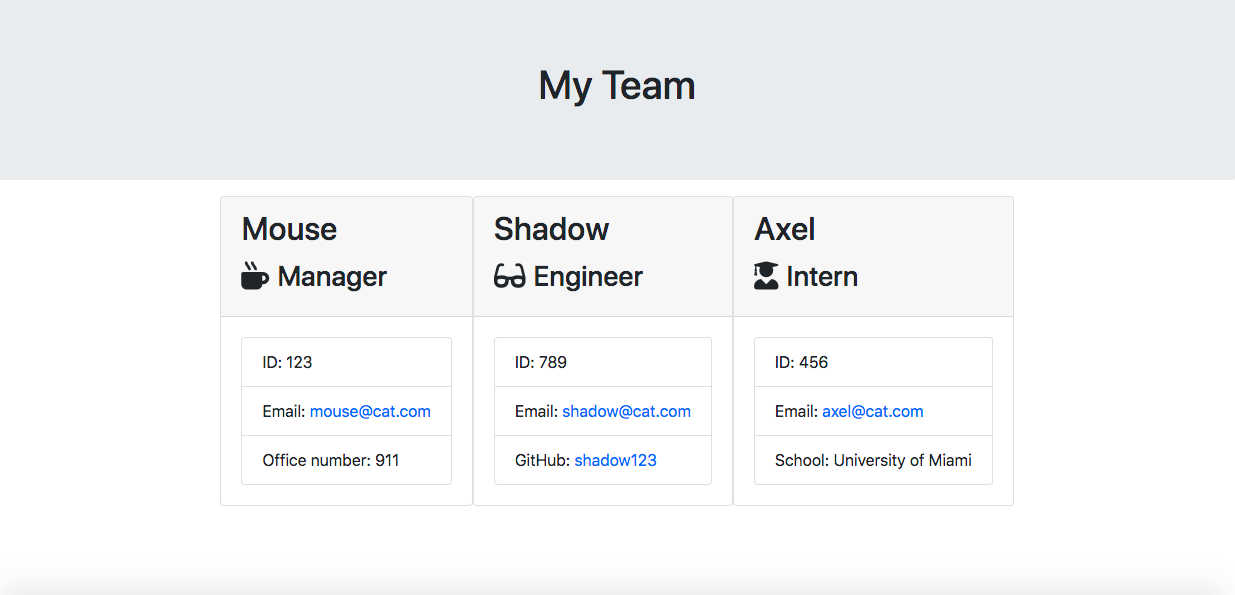 My Team
Mouse
Manager
ID: 123
Email: mouse@cat.com
Office number: 911
Shadow
Engineer
ID: 789
Email: shadow@cat.com
GitHub: shadow123
Axel
Intern
ID: 456
Email: axel@cat.com
School: University of Miami